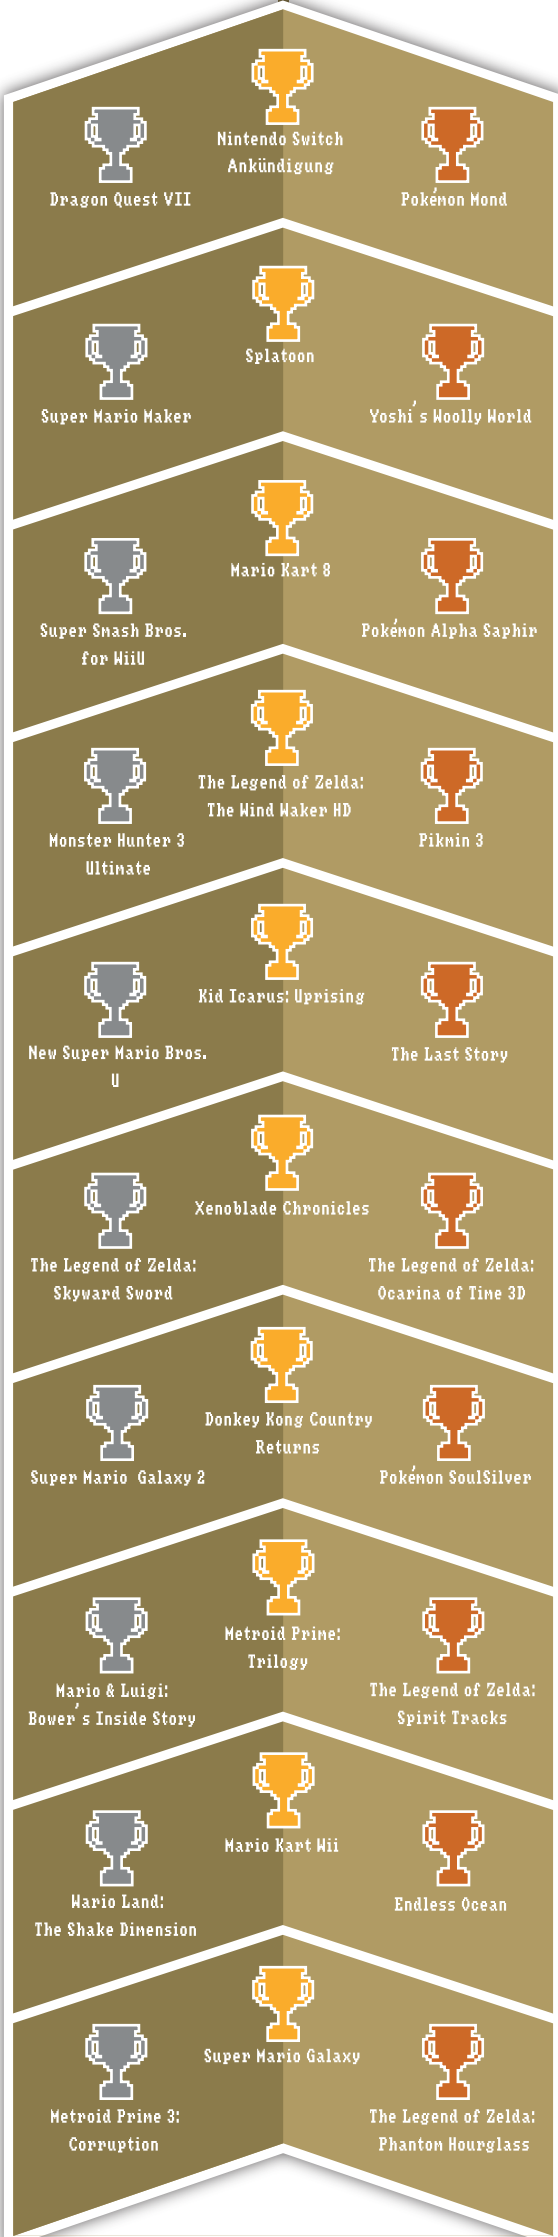 Nintendo Switch
Ankündigung
Dragon Quest VII
Pokémon Mond
Splatoon
Super Mario Maker
Yoshi's Woolly World
Mario Kart 8
Super Smash Bros.
for WiiU
Pokémon Alpha Saphir
The Legend of Zelda:
The Wind Waker HD
Monster Hunter 3
Ultimate
Pikmin 3
Kid Icarus: Uprising
New Super Mario Bros.
U
The Last Story
Xenoblade Chronicles
The Legend of Zelda:
Skyward Sword
The Legend of Zelda:
Ocarina of Time 3D
Donkey Kong Country
Returns
Super Mario Galaxy 2
Pokémon SoulSilver
Metroid Prime:
Trilogy
Mario & Luigi:
Bower's Inside Story
The Legend of Zelda:
Spirit Tracks
Mario Kart Wii
Wario Land:
The Shake Dimension
Endless Ocean
Super Mario Galaxy
Metroid Prime 3:
Corruption
The Legend of Zelda:
Phantom Hourglass